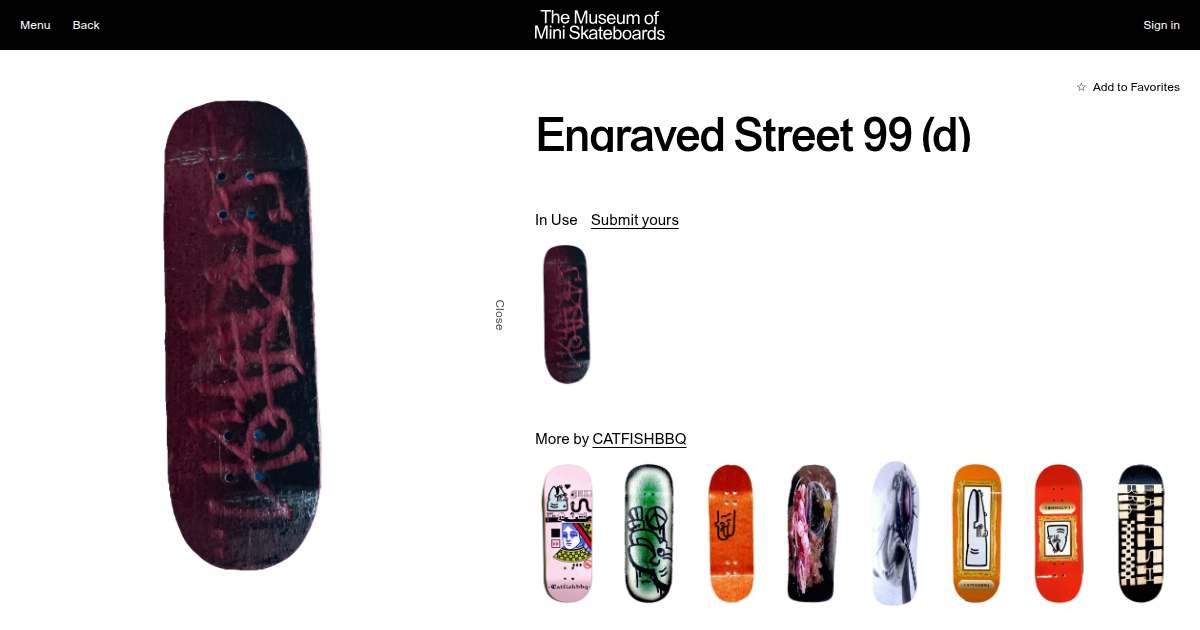 Menu
Back
The Museum of
Mini Skateboards
Sign in
☆ Add to Favorites
Engraved Street 99 (d)
In Use
Submit yours
Close
More by CATFISHBBQ
Catfishbbq